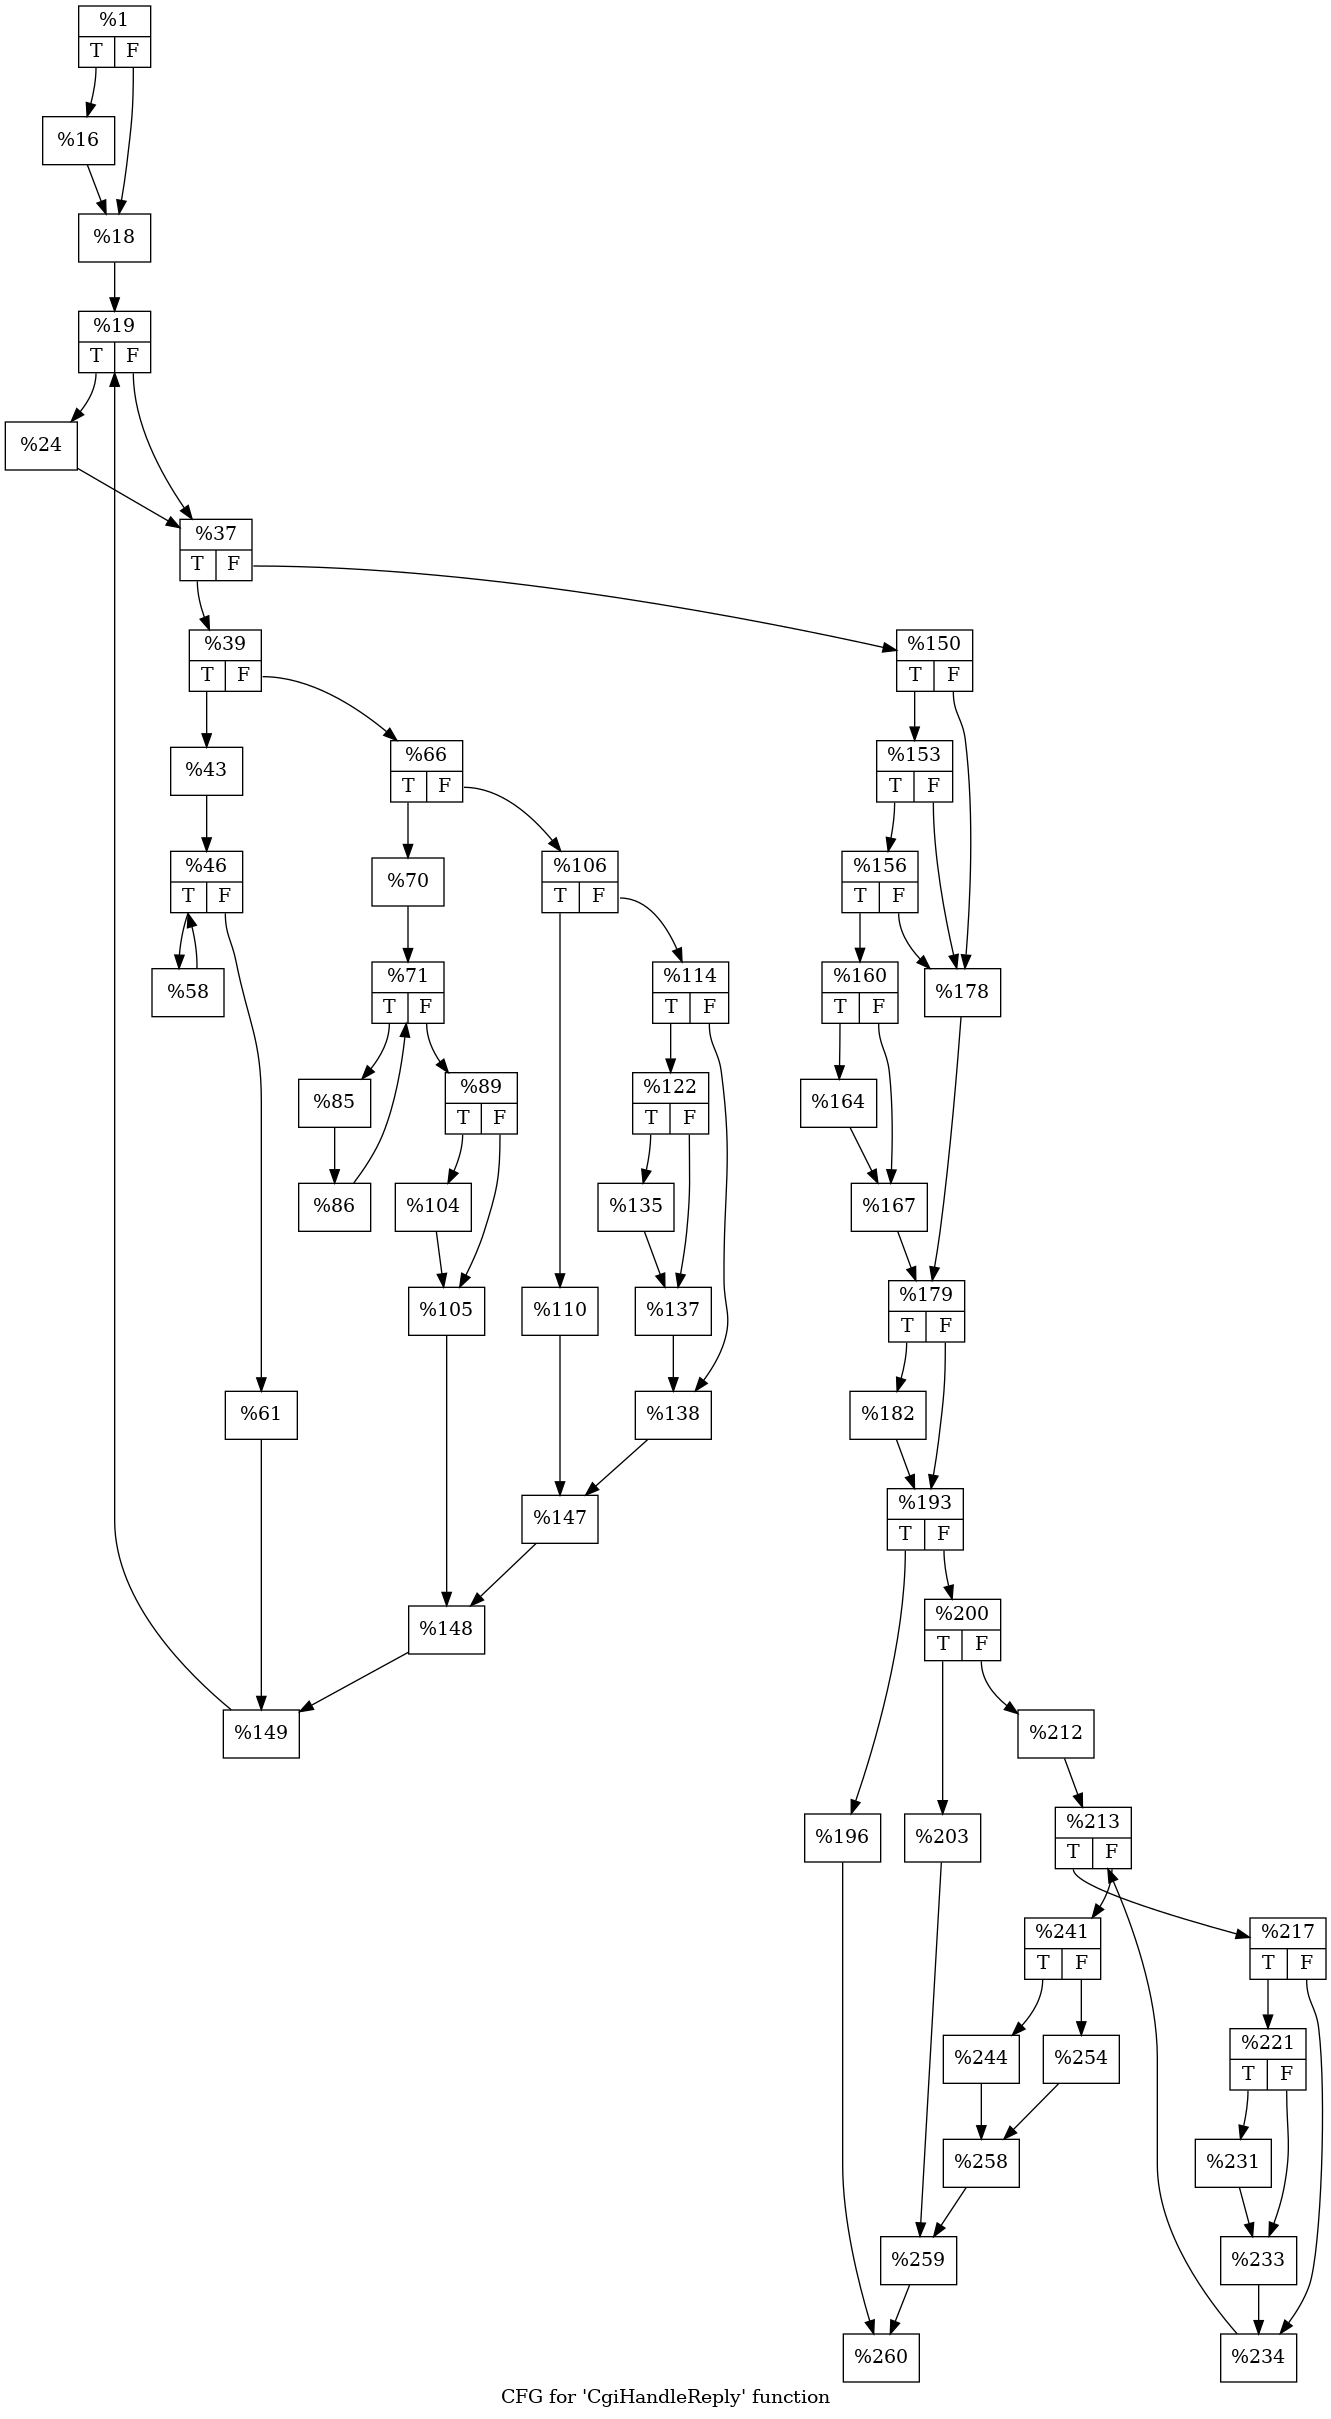 %1
T F
%16
%18
%19
T F
%24
%37
T F
%39
T F
%150
T F
%43
%66
T F
%153
T F
%46
T F
%70
%106
T F
%156
T F
%58
%71
T F
%114
T F
%160
T F
%178
%85
%89
T F
%122
T F
%164
%86
%104
%135
%167
%105
%110
%137
%179
T F
%61
%138
%182
%147
%193
T F
%148
%200
T F
%149
%212
%196
%203
%213
T F
%241
T F
%217
T F
%244
%254
%221
T F
%258
%231
%259
%233
%260
%234
CFG for 'CgiHandleReply' function